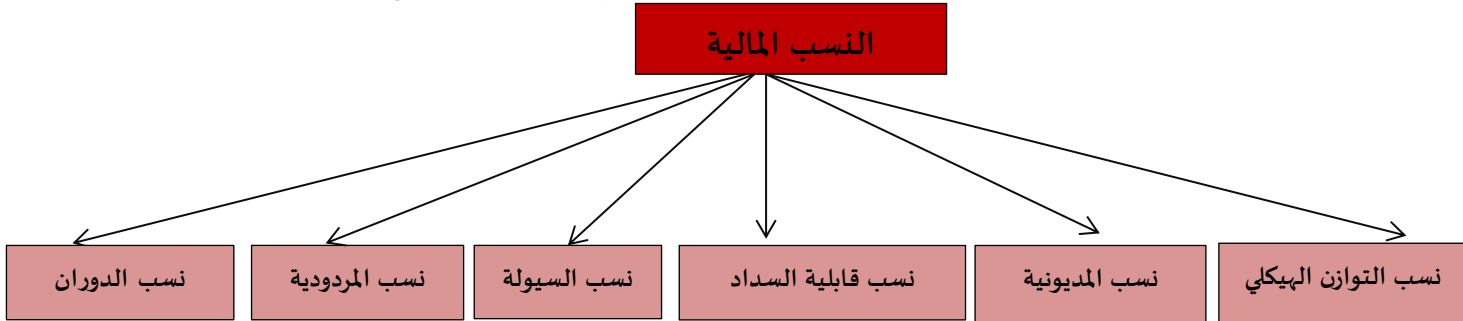 النسب المالية
نسب التوازن الهيكلي
نسب المديونية
نسب قابلية السداد
نسب السيولة
نسب المردودية
نسب الدوران